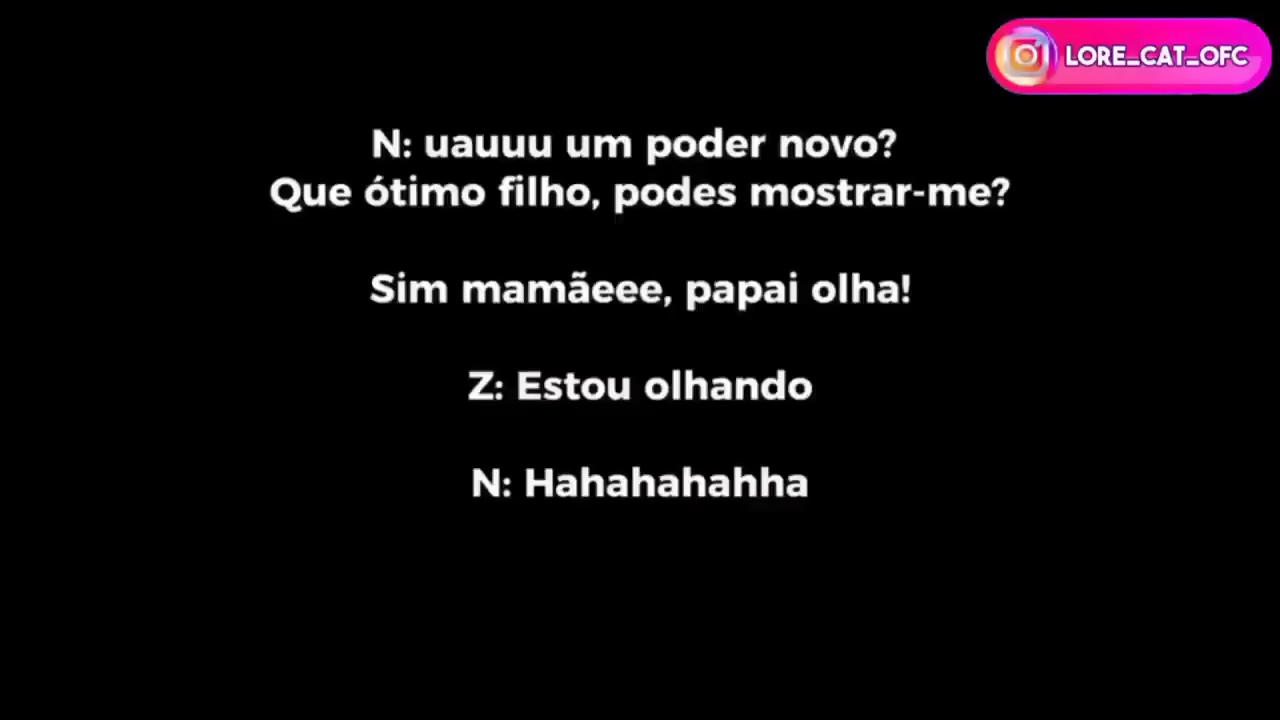 LORE_CAT_OFC
N: uauuu um poder novo?
Que ótimo filho, podes mostrar-me?
Sim mamãeee, papai olha!
Z: Estou olhando
N: Hahahahahha